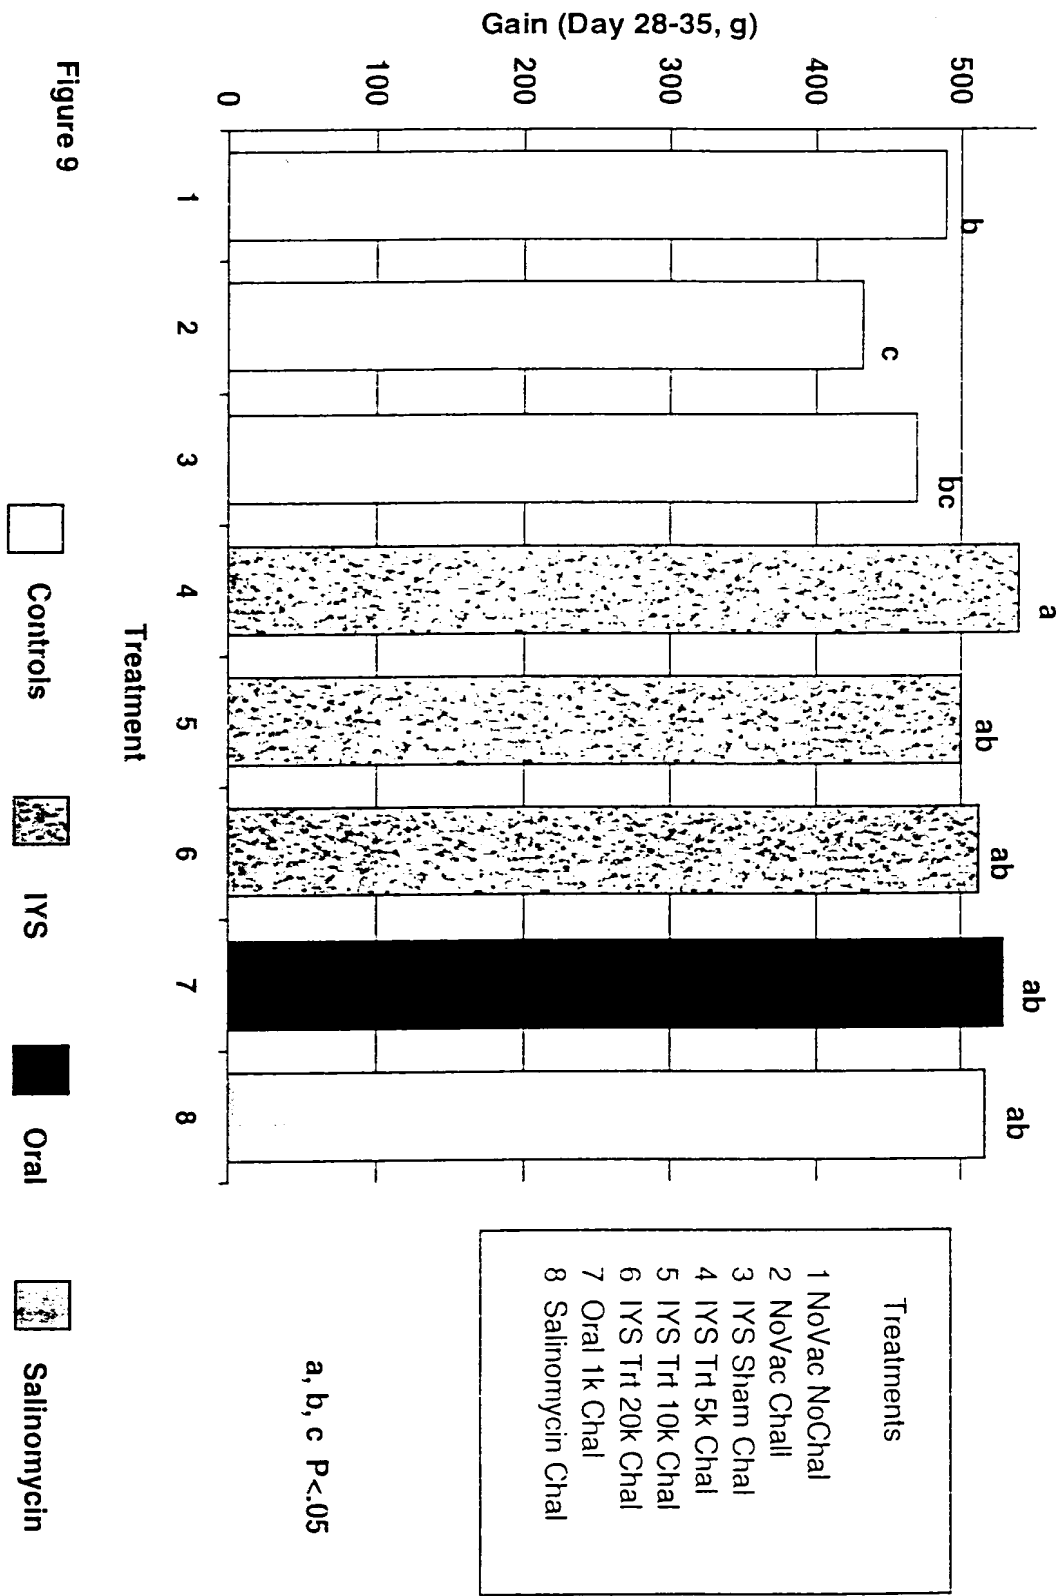 Gain (Day 28-35, g)
500
400
300
200
100
0
b
c
bc
a
ab
ab
ab
ab
1
2
3
4
5
6
7
8
Treatment
Controls
IYS
Oral
Salinomycin
Treatments
1 NoVac NoChal
2 NoVac Chall
3 IYS Sham Chal
4 IYS Trt 5k Chal
5 IYS Trt 10k Chal
6 IYS Trt 20k Chal
7 Oral 1k Chal
8 Salinomycin Chal
a, b, c P<.05
Figure 9